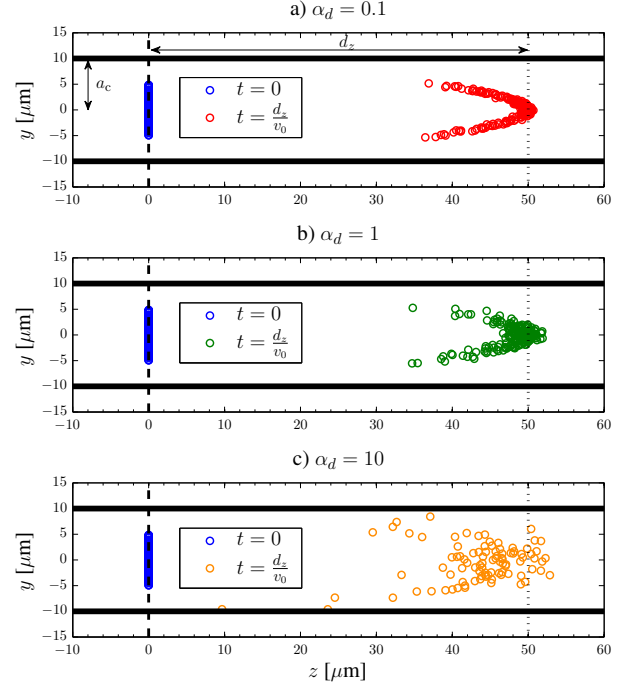 a) α_d = 0.1
15
10
5
0
−5
−10
−15
y [μm]
a_c
d_z
t = 0
t = d_z/v_0
−10 0 10 20 30 40 50 60
b) α_d = 1
15
10
5
0
−5
−10
−15
y [μm]
t = 0
t = d_z/v_0
−10 0 10 20 30 40 50 60
c) α_d = 10
15
10
5
0
−5
−10
−15
y [μm]
t = 0
t = d_z/v_0
−10 0 10 20 30 40 50 60
z [μm]